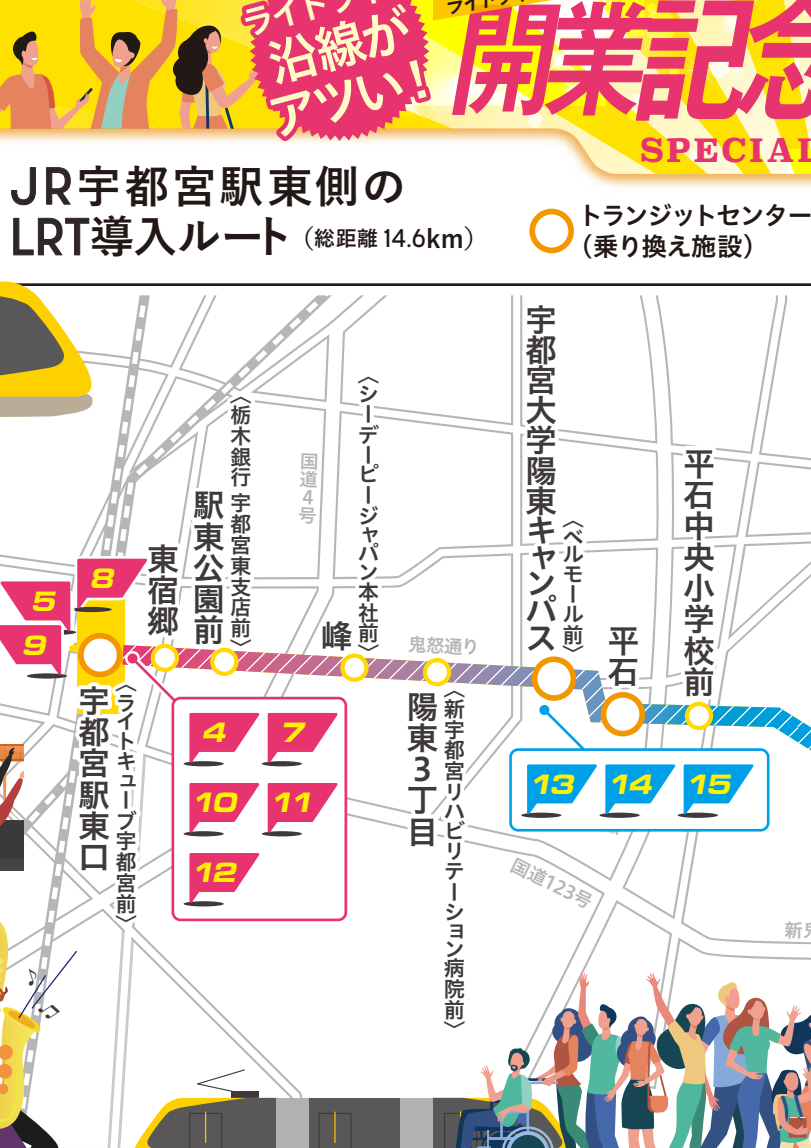 沿線が
アツい！
開業記念
SPECIAL
JR宇都宮駅東側の
LRT導入ルート（総距離 14.6km）
トランジットセンター
（乗り換え施設）
宇都宮大学陽東キャンパス
〈ベルモール前〉
平石中央小学校前
平石
〈シーデーピージャパン本社前〉
峰
国道4号
〈栃木銀行 宇都宮東支店前〉
駅東公園前
東宿郷
鬼怒通り
8
5
9
宇都宮駅東口
〈ライトキューブ宇都宮前〉
陽東3丁目
〈新宇都宮リハビリテーション病院前〉
4
7
10
11
12
13
14
15
国道123号